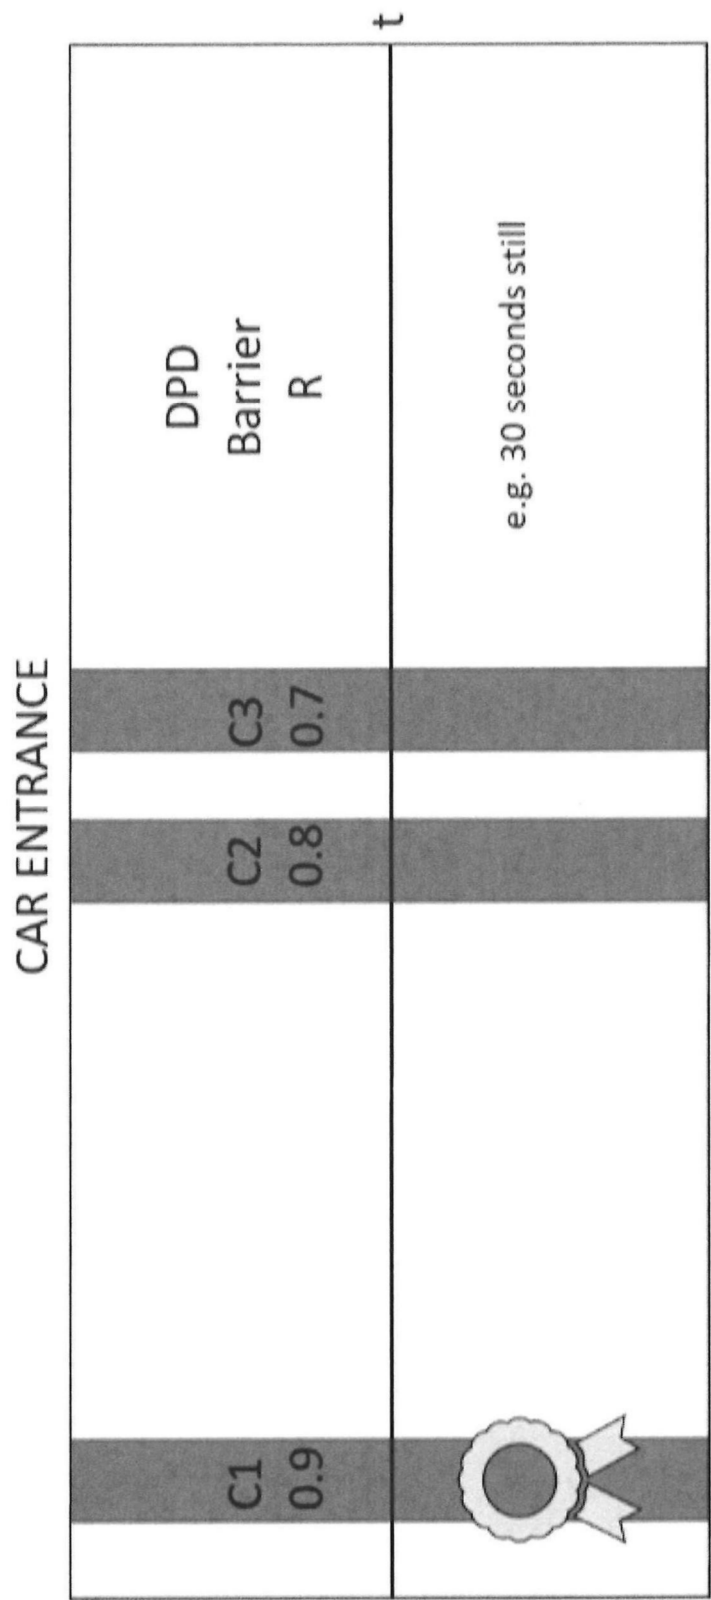 CAR ENTRANCE
C1
0.9
C2
0.8
C3
0.7
DPD
Barrier
R
t
e.g. 30 seconds still